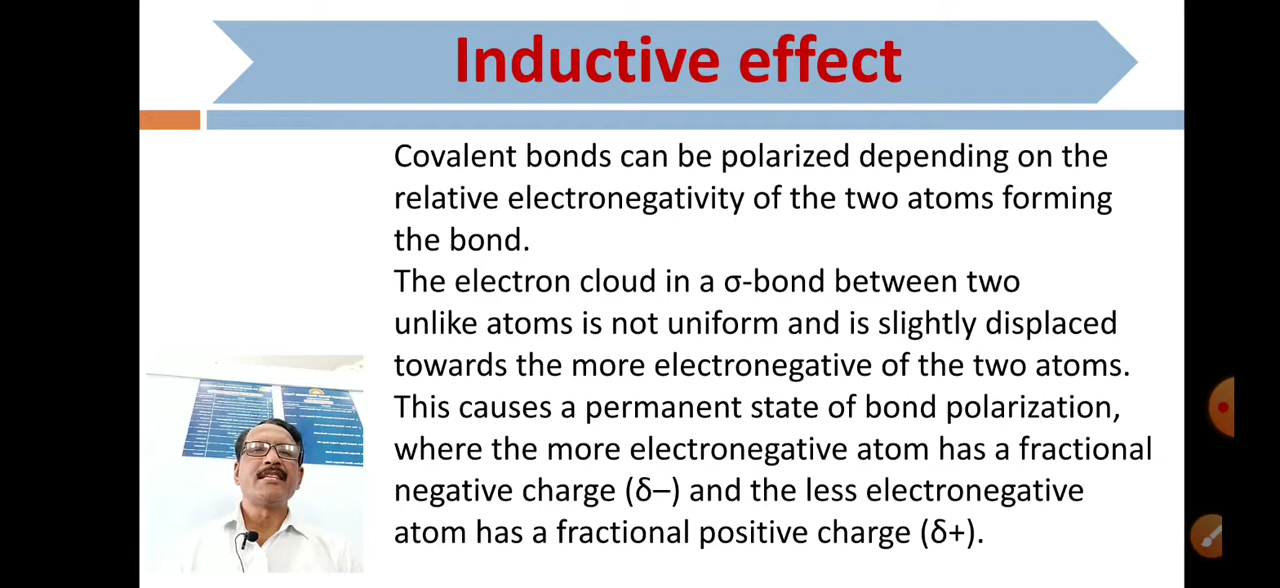 Inductive effect
Covalent bonds can be polarized depending on the
relative electronegativity of the two atoms forming
the bond.
The electron cloud in a σ-bond between two
unlike atoms is not uniform and is slightly displaced
towards the more electronegative of the two atoms.
This causes a permanent state of bond polarization,
where the more electronegative atom has a fractional
negative charge (δ–) and the less electronegative
atom has a fractional positive charge (δ+).